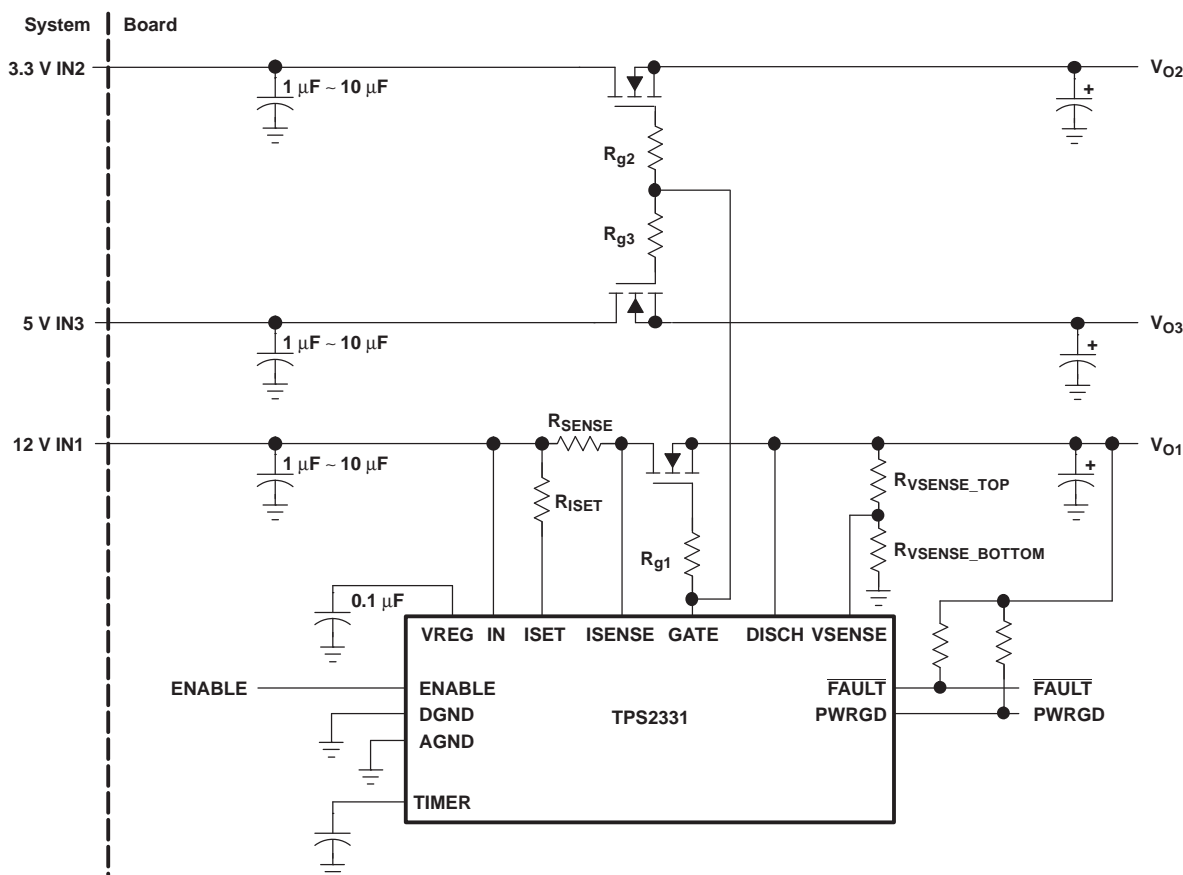 System
Board
3.3 V IN2
1 μF ~ 10 μF
+
VO2
Rg2
Rg3
5 V IN3
1 μF ~ 10 μF
+
VO3
RSENSE
12 V IN1
1 μF ~ 10 μF
+
VO1
RISET
RVSENSE_TOP
Rg1
RVSENSE_BOTTOM
0.1 μF
VREG IN ISET ISENSE GATE DISCH VSENSE
ENABLE
ENABLE
FAULT
FAULT
DGND
TPS2331
PWRGD
PWRGD
AGND
TIMER